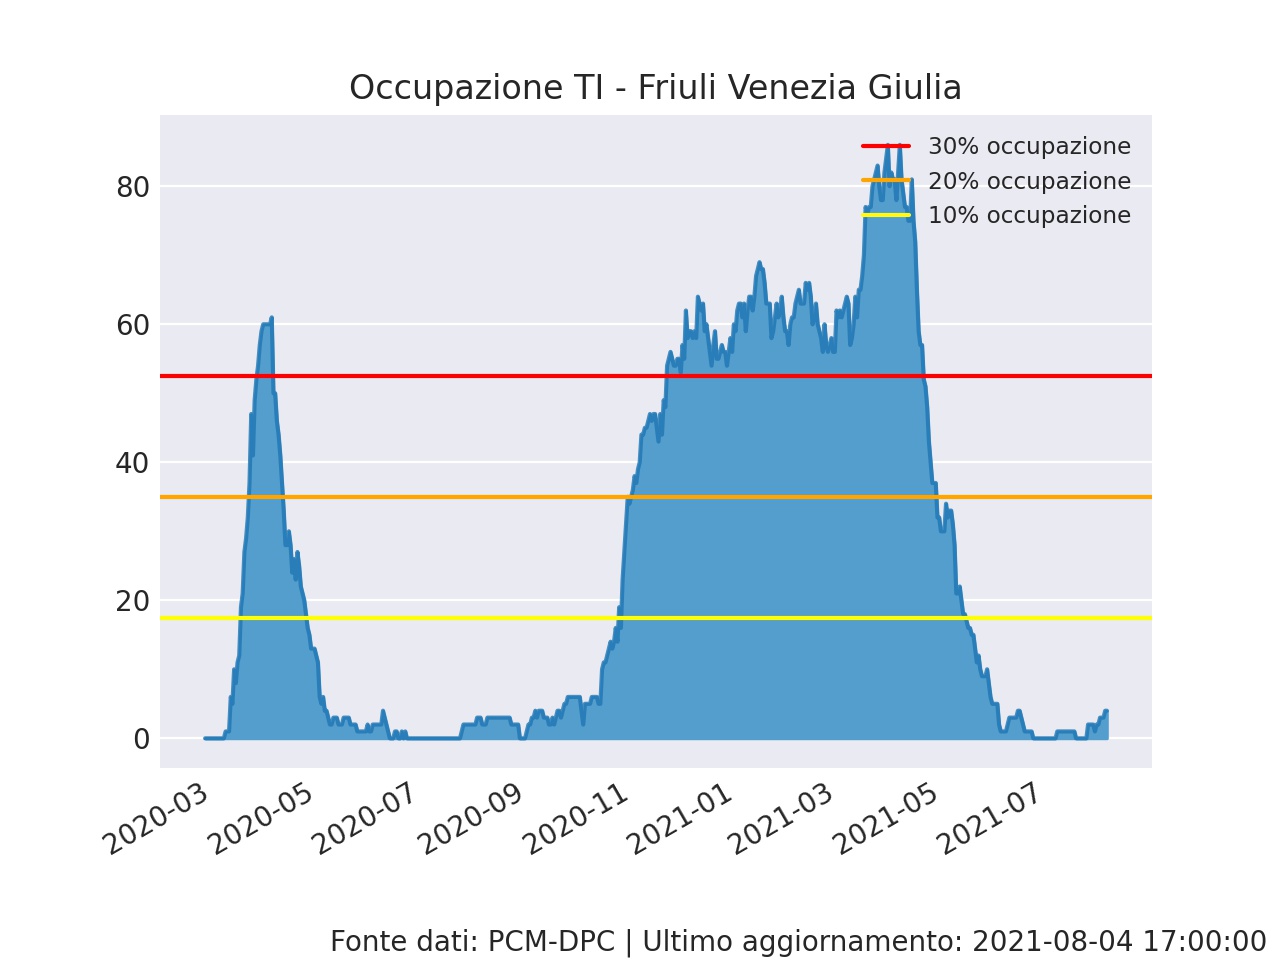 Occupazione TI - Friuli Venezia Giulia
30% occupazione
20% occupazione
10% occupazione
80
60
40
20
0
2020-03
2020-05
2020-07
2020-09
2020-11
2021-01
2021-03
2021-05
2021-07
Fonte dati: PCM-DPC | Ultimo aggiornamento: 2021-08-04 17:00:00